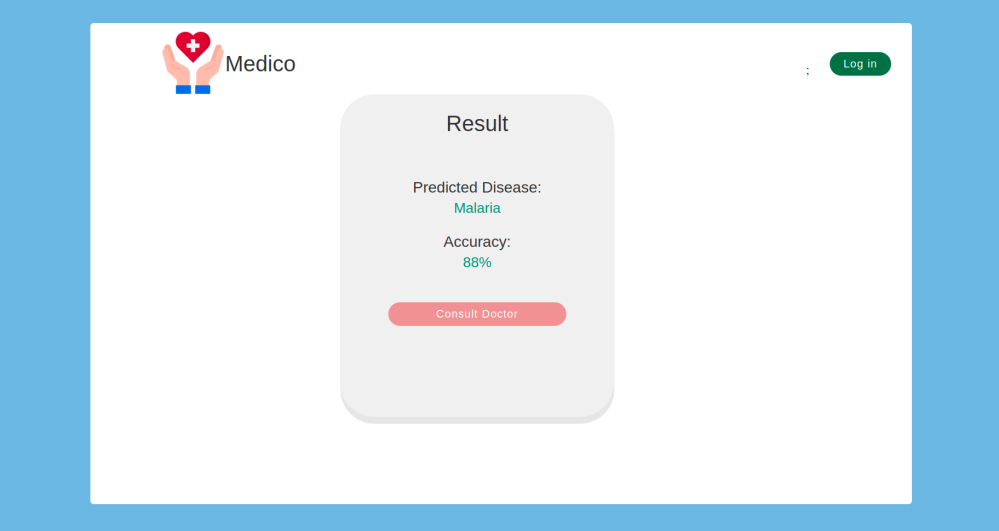 Medico
;
Log in
Result
Predicted Disease:
Malaria
Accuracy:
88%
Consult Doctor